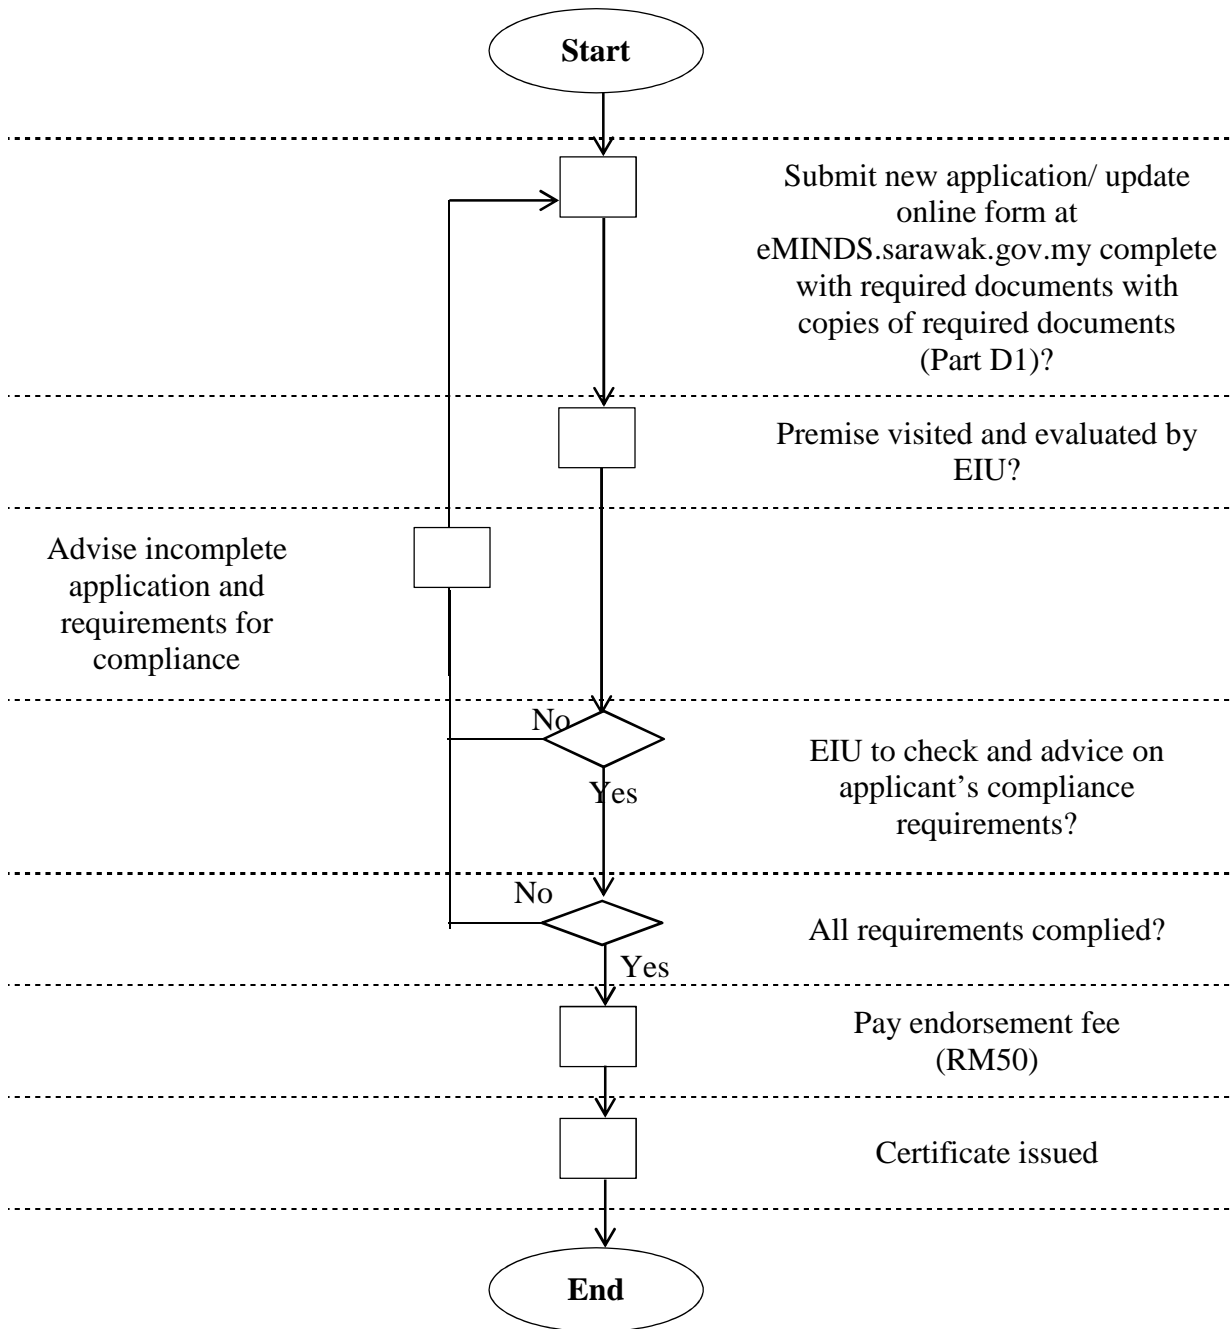 Start
Submit new application/ update
online form at
eMINDS.sarawak.gov.my complete
with required documents with
copies of required documents
(Part D1)?
Premise visited and evaluated by
EIU?
Advise incomplete
application and
requirements for
compliance
No
Yes
EIU to check and advice on
applicant’s compliance
requirements?
No
Yes
All requirements complied?
Pay endorsement fee
(RM50)
Certificate issued
End